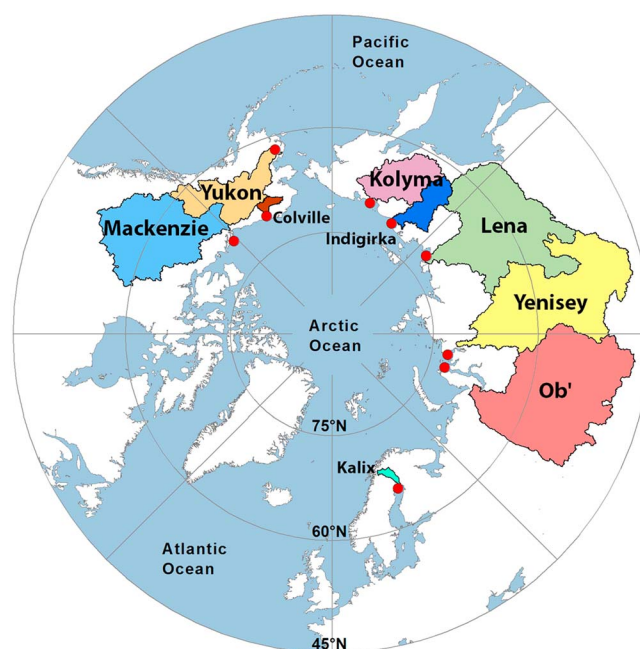 Pacific
Ocean
Kolyma
Yukon
Mackenzie
Colville
Indigirka
Lena
Yenisey
Arctic
Ocean
Ob'
75°N
Kalix
60°N
Atlantic
Ocean
45°N